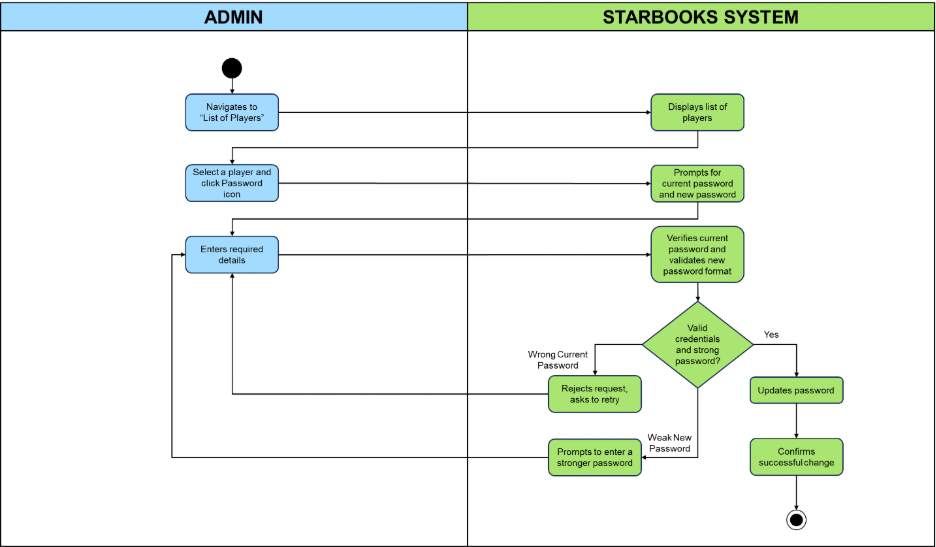 ADMIN
STARBOOKS SYSTEM
Navigates to
“List of Players”
Displays list of
players
Select a player and
click Password
icon
Prompts for
current password
and new password
Enters required
details
Verifies current
password and
validates new
password format
Valid
credentials
and strong
password?
Yes
Wrong Current
Password
Rejects request,
asks to retry
Updates password
Weak New
Password
Prompts to enter a
stronger password
Confirms
successful change